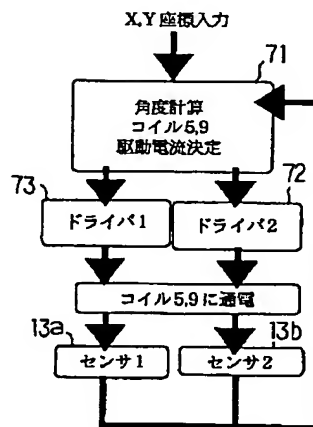 X,Y座標入力
71
角度計算
コイル5,9
駆動電流決定
73
72
ドライバ1
ドライバ2
コイル5,9に通電
13a
13b
センサ1
センサ2